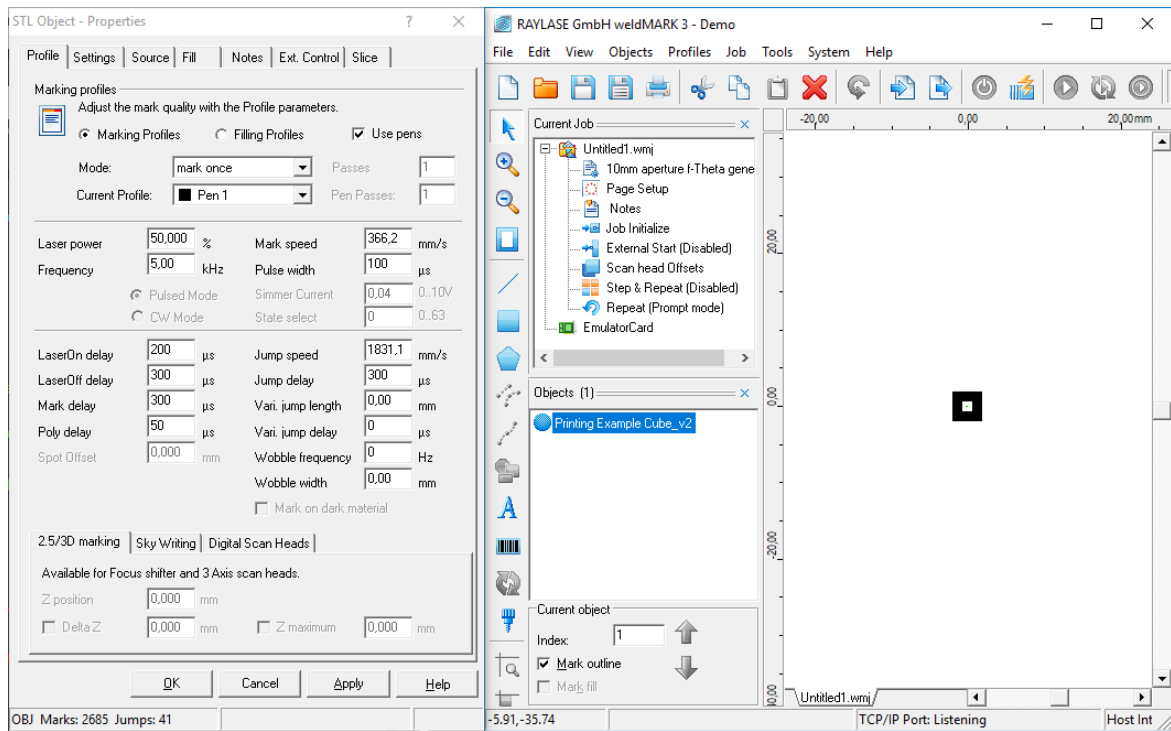 STL Object - Properties
Profile Settings Source Fill Notes Ext. Control Slice
Marking profiles
Adjust the mark quality with the Profile parameters.
Marking Profiles Filling Profiles Use pens
Mode: mark once Passes 1
Current Profile: Pen 1 Pen Passes: 1
Laser power 50,000 % Mark speed 366,2 mm/s
Frequency 5,00 kHz Pulse width 100 µs
Pulsed Mode Simmer Current 0,04 0..10V
CW Mode State select 0 0..63
LaserOn delay 200 µs Jump speed 1831,1 mm/s
LaserOff delay 300 µs Jump delay 300 µs
Mark delay 300 µs Vari. jump length 0,00 mm
Poly delay 50 µs Vari. jump delay 0 µs
Spot Offset 0,000 mm Wobble frequency 0 Hz
Wobble width 0,00 mm
Mark on dark material
2.5/3D marking Sky Writing Digital Scan Heads
Available for Focus shifter and 3 Axis scan heads.
Z position 0,000 mm
Delta Z 0,000 mm Z maximum 0,000 mm
OK Cancel Apply Help
OBJ Marks: 2685 Jumps: 41
RAYLASE GmbH weldMARK 3 - Demo
File Edit View Objects Profiles Job Tools System Help
Current Job
Untitled1.wmj
10mm aperture f-Theta gene
Page Setup
Notes
Job Initialize
External Start (Disabled)
Scan head Offsets
Step & Repeat (Disabled)
Repeat (Prompt mode)
EmulatorCard
Objects (1)
Printing Example Cube_v2
Current object
Index: 1
Mark outline
Mark fill
-20,00 0,00 20,00 mm
20,00
0,00
-20,00
Untitled1.wmj
-5.91,-35.74 TCP/IP Port: Listening Host Int